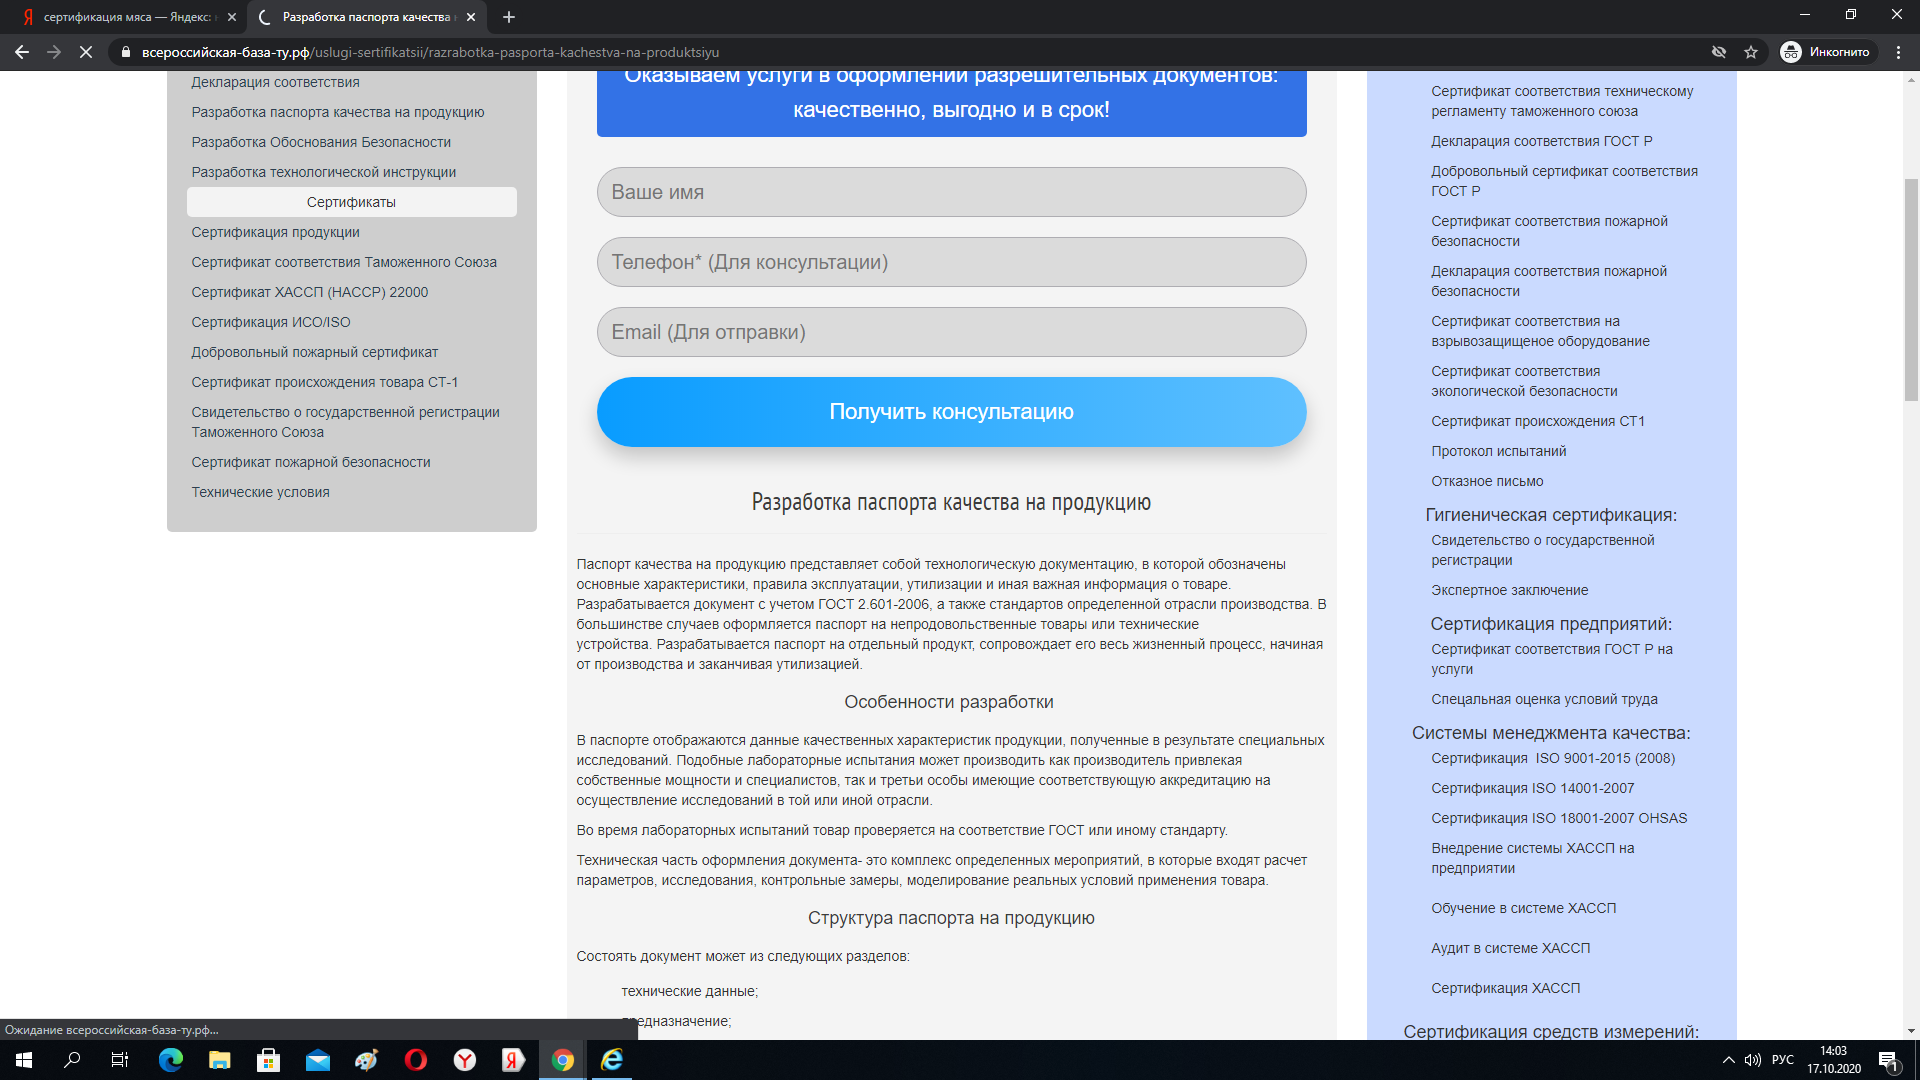 сертификация мяса — Яндекс:
Разработка паспорта качества
всероссийская-база-ту.рф/uslugi-sertifikatsii/razrabotka-pasporta-kachestva-na-produktsiyu
Инкогнито
Декларация соответствия
Разработка паспорта качества на продукцию
Разработка Обоснования Безопасности
Разработка технологической инструкции
Сертификаты
Сертификация продукции
Сертификат соответствия Таможенного Союза
Сертификат ХАССП (HACCP) 22000
Сертификация ИСО/ISO
Добровольный пожарный сертификат
Сертификат происхождения товара СТ-1
Свидетельство о государственной регистрации
Таможенного Союза
Сертификат пожарной безопасности
Технические условия
Оказываем услуги в оформлении разрешительных документов:
качественно, выгодно и в срок!
Ваше имя
Телефон* (Для консультации)
Email (Для отправки)
Получить консультацию
Разработка паспорта качества на продукцию
Паспорт качества на продукцию представляет собой технологическую документацию, в которой обозначены
основные характеристики, правила эксплуатации, утилизации и иная важная информация о товаре.
Разрабатывается документ с учетом ГОСТ 2.601-2006, а также стандартов определенной отрасли производства. В
большинстве случаев оформляется паспорт на непродовольственные товары или технические
устройства. Разрабатывается паспорт на отдельный продукт, сопровождает его весь жизненный процесс, начиная
от производства и заканчивая утилизацией.
Особенности разработки
В паспорте отображаются данные качественных характеристик продукции, полученные в результате специальных
исследований. Подобные лабораторные испытания может производить как производитель привлекая
собственные мощности и специалистов, так и третьи особы имеющие соответствующую аккредитацию на
осуществление исследований в той или иной отрасли.
Во время лабораторных испытаний товар проверяется на соответствие ГОСТ или иному стандарту.
Техническая часть оформления документа- это комплекс определенных мероприятий, в которые входят расчет
параметров, исследования, контрольные замеры, моделирование реальных условий применения товара.
Структура паспорта на продукцию
Состоять документ может из следующих разделов:
технические данные;
предназначение;
Сертификат соответствия техническому
регламенту таможенного союза
Декларация соответствия ГОСТ Р
Добровольный сертификат соответствия
ГОСТ Р
Сертификат соответствия пожарной
безопасности
Декларация соответствия пожарной
безопасности
Сертификат соответствия на
взрывозащищеное оборудование
Сертификат соответствия
экологической безопасности
Сертификат происхождения СТ1
Протокол испытаний
Отказное письмо
Гигиеническая сертификация:
Свидетельство о государственной
регистрации
Экспертное заключение
Сертификация предприятий:
Сертификат соответствия ГОСТ Р на
услуги
Спецальная оценка условий труда
Системы менеджмента качества:
Сертификация ISO 9001-2015 (2008)
Сертификация ISO 14001-2007
Сертификация ISO 18001-2007 OHSAS
Внедрение системы ХАССП на
предприятии
Обучение в системе ХАССП
Аудит в системе ХАССП
Сертификация ХАССП
Сертификация средств измерений:
Ожидание всероссийская-база-ту.рф...
РУС
14:03
17.10.2020
1